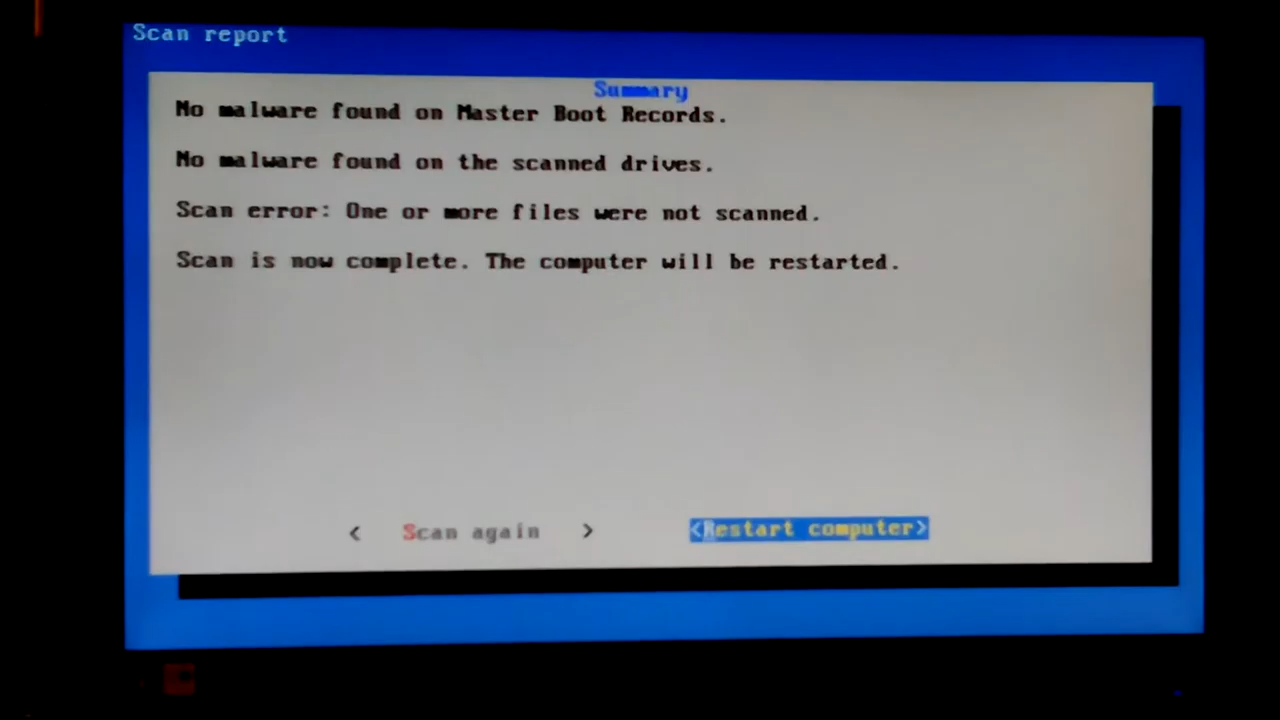 Scan report
Summary
No malware found on Master Boot Records.
No malware found on the scanned drives.
Scan error: One or more files were not scanned.
Scan is now complete. The computer will be restarted.
< Scan again > <Restart computer>